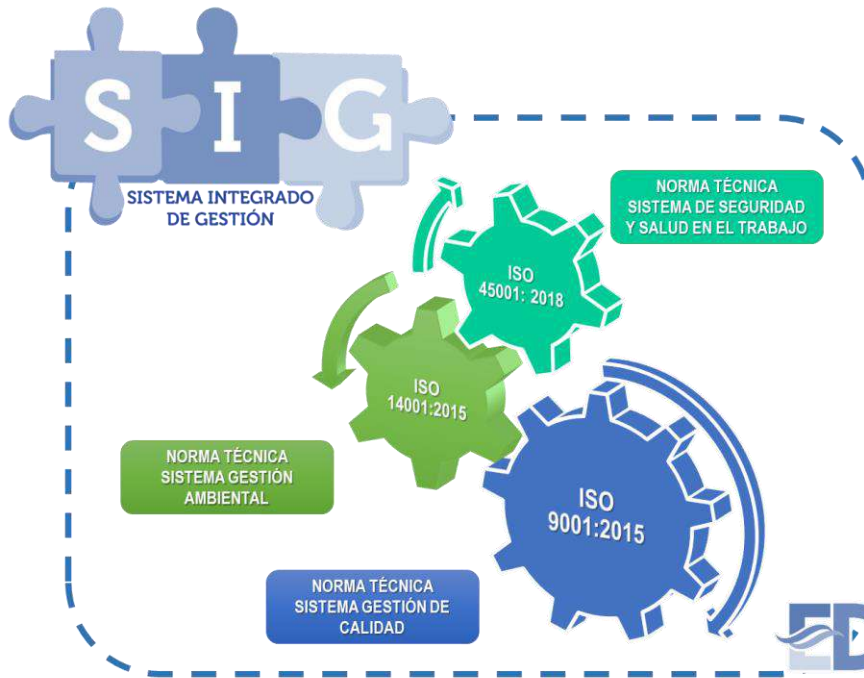 SIG
SISTEMA INTEGRADO
DE GESTIÓN
NORMA TÉCNICA
SISTEMA DE SEGURIDAD
Y SALUD EN EL TRABAJO
ISO
45001: 2018
ISO
14001:2015
NORMA TÉCNICA
SISTEMA GESTIÓN
AMBIENTAL
ISO
9001:2015
NORMA TÉCNICA
SISTEMA GESTIÓN DE
CALIDAD